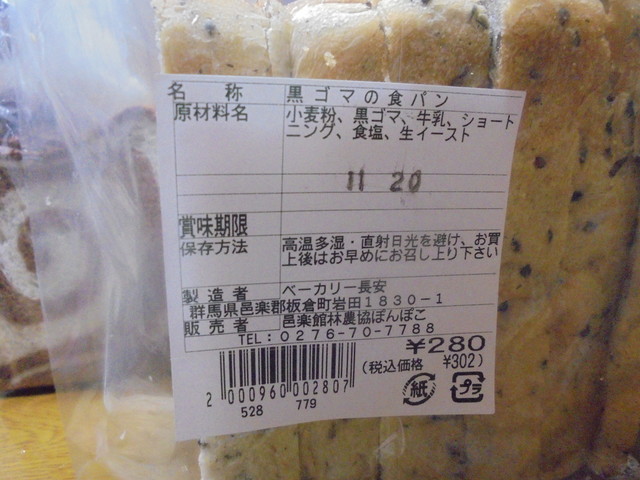 名 称 黒ゴマの食パン
原材料名 小麦粉、黒ゴマ、牛乳、ショート
ニング、食塩、生イースト
11 20
賞味期限
保存方法 高温多湿・直射日光を避け、お買
上後はお早めにお召し上り下さい
製造者 ベーカリー長安
群馬県邑楽郡板倉町岩田1830-1
販売者 邑楽館林農協ぽんぽこ
TEL:0276-70-7788
¥280
(税込価格 ¥302)
2 000960 002807
528 779
紙 プラ